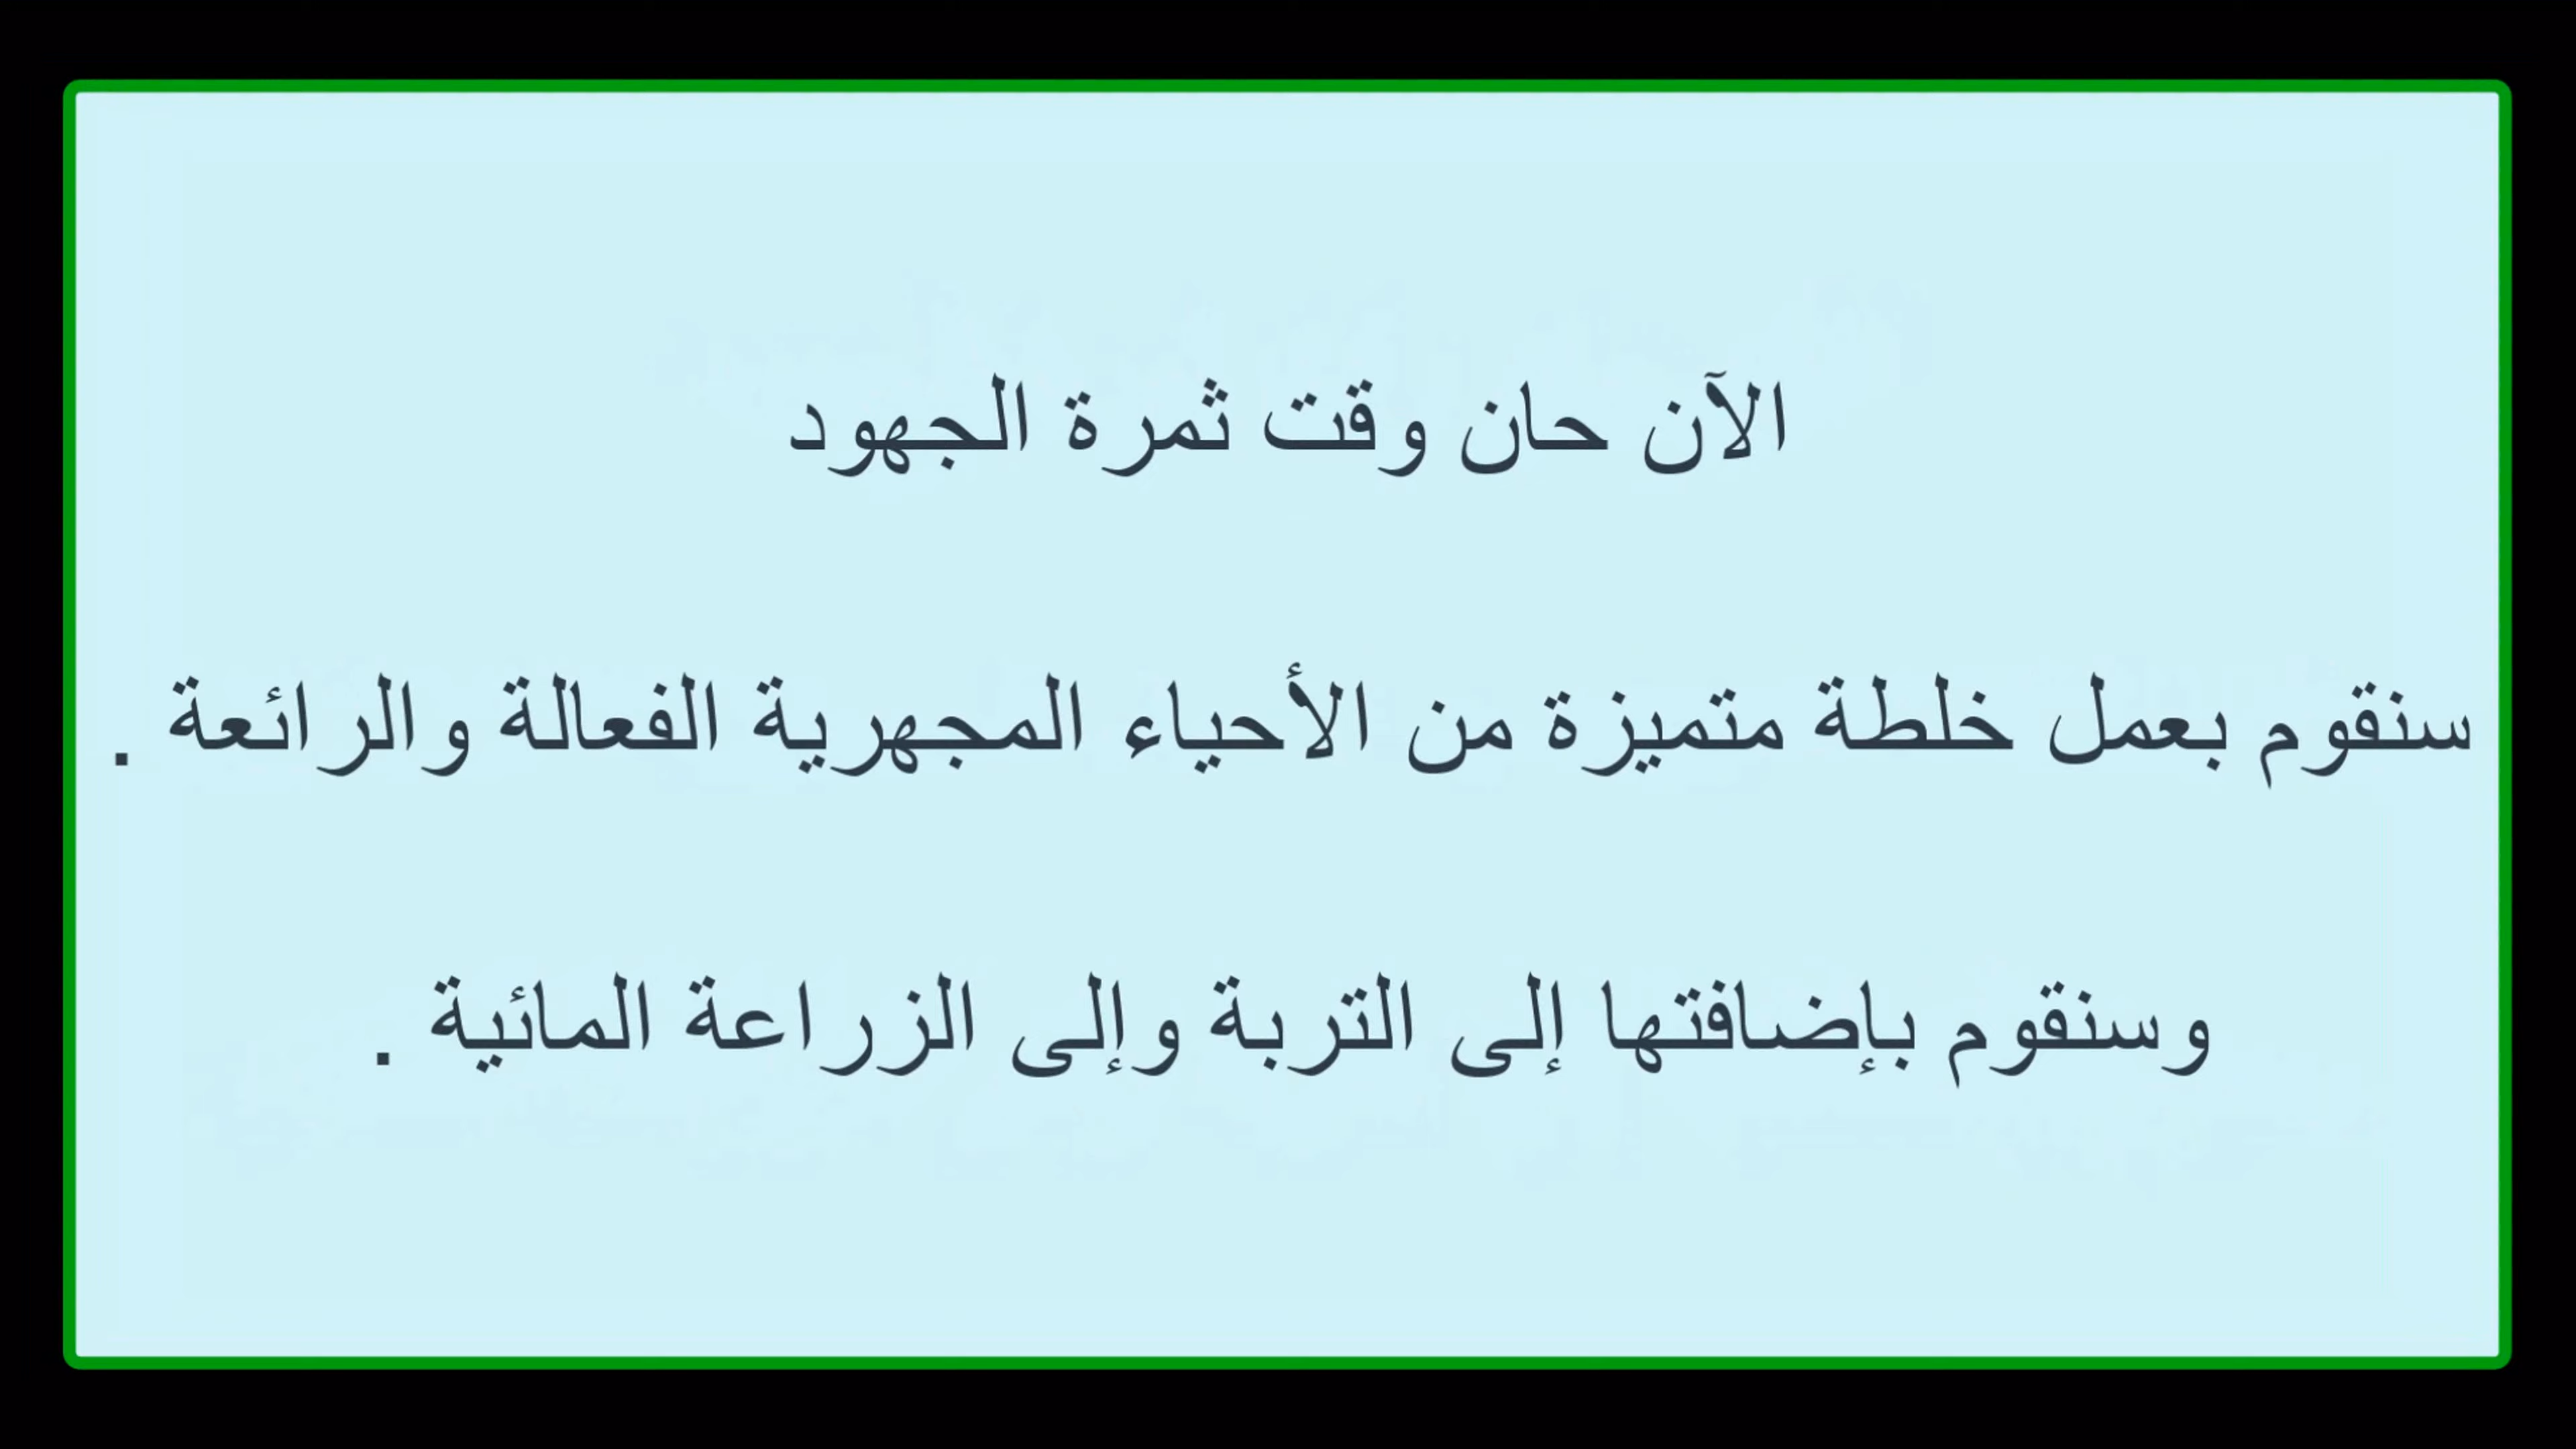 الآن حان وقت ثمرة الجهود
سنقوم بعمل خلطة متميزة من الأحياء المجهرية الفعالة والرائعة .
وسنقوم بإضافتها إلى التربة وإلى الزراعة المائية .